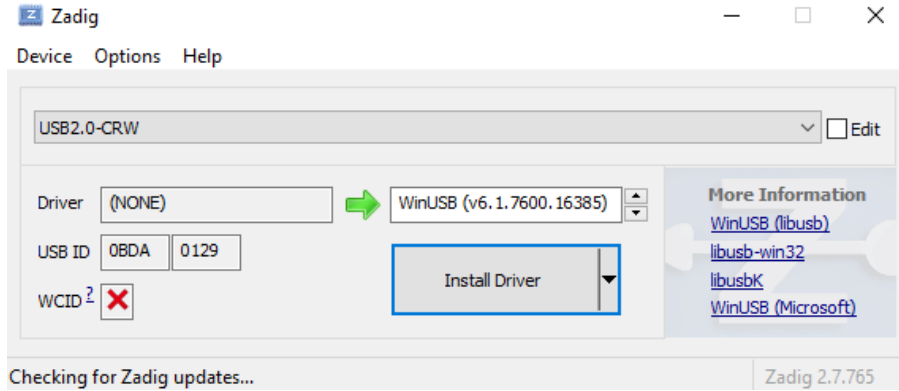 Zadig
Device Options Help
USB2.0-CRW
Edit
Driver (NONE) WinUSB (v6.1.7600.16385)
USB ID 0BDA 0129
WCID ?
Install Driver
More Information
WinUSB (libusb)
libusb-win32
libusbK
WinUSB (Microsoft)
Checking for Zadig updates...
Zadig 2.7.765